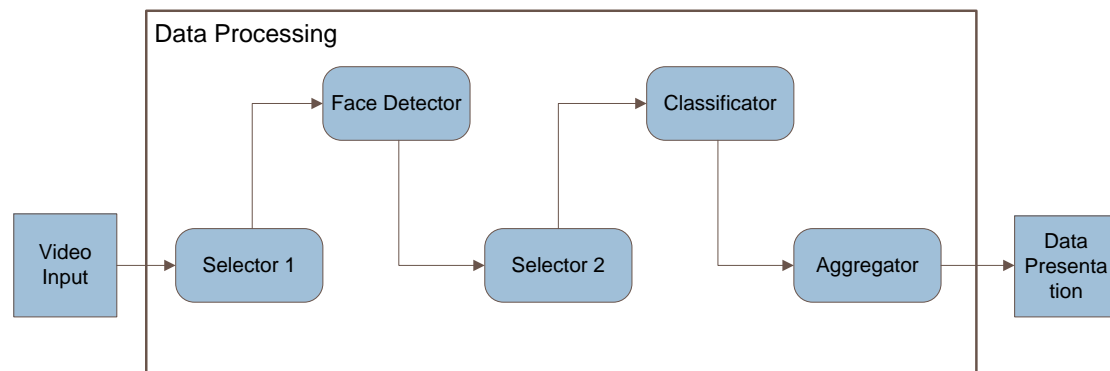 Data Processing
Face Detector
Classificator
Video
Input
Selector 1
Selector 2
Aggregator
Data
Presenta
tion